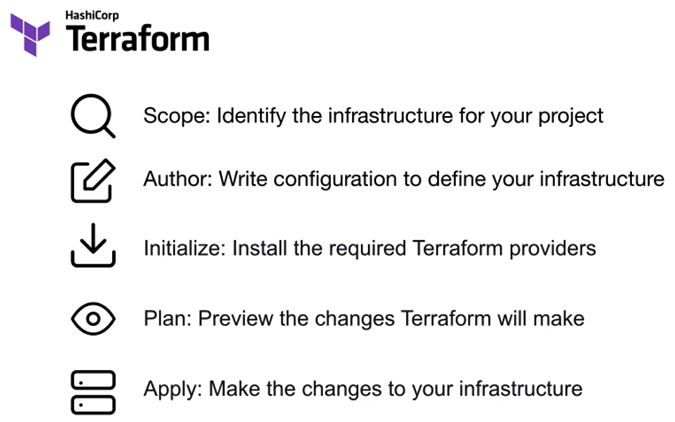 HashiCorp
Terraform
Scope: Identify the infrastructure for your project
Author: Write configuration to define your infrastructure
Initialize: Install the required Terraform providers
Plan: Preview the changes Terraform will make
Apply: Make the changes to your infrastructure